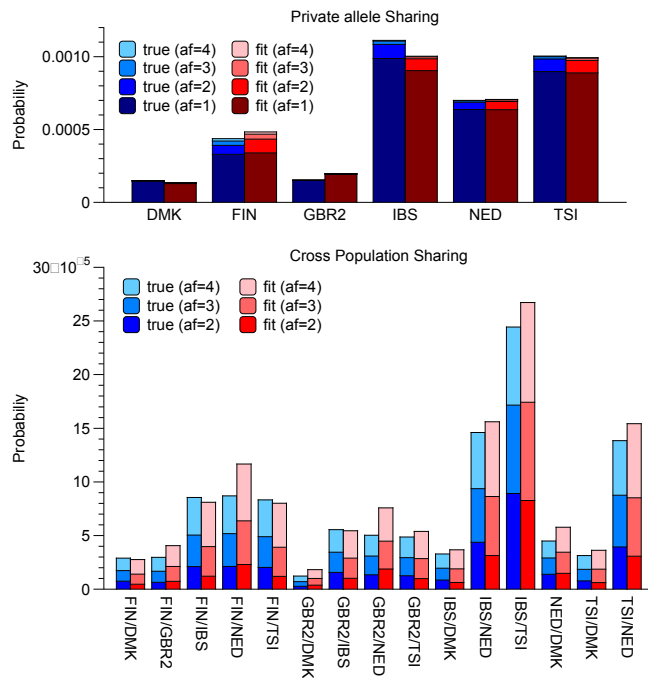 Private allele Sharing
0.0010
0.0005
0
Probabiliy
true (af=4) fit (af=4)
true (af=3) fit (af=3)
true (af=2) fit (af=2)
true (af=1) fit (af=1)
DMK FIN GBR2 IBS NED TSI
Cross Population Sharing
30□10□5
25
20
15
10
5
0
Probabiliy
true (af=4) fit (af=4)
true (af=3) fit (af=3)
true (af=2) fit (af=2)
FIN/DMK
FIN/GBR2
FIN/IBS
FIN/NED
FIN/TSI
GBR2/DMK
GBR2/IBS
GBR2/NED
GBR2/TSI
IBS/DMK
IBS/NED
IBS/TSI
NED/DMK
TSI/DMK
TSI/NED